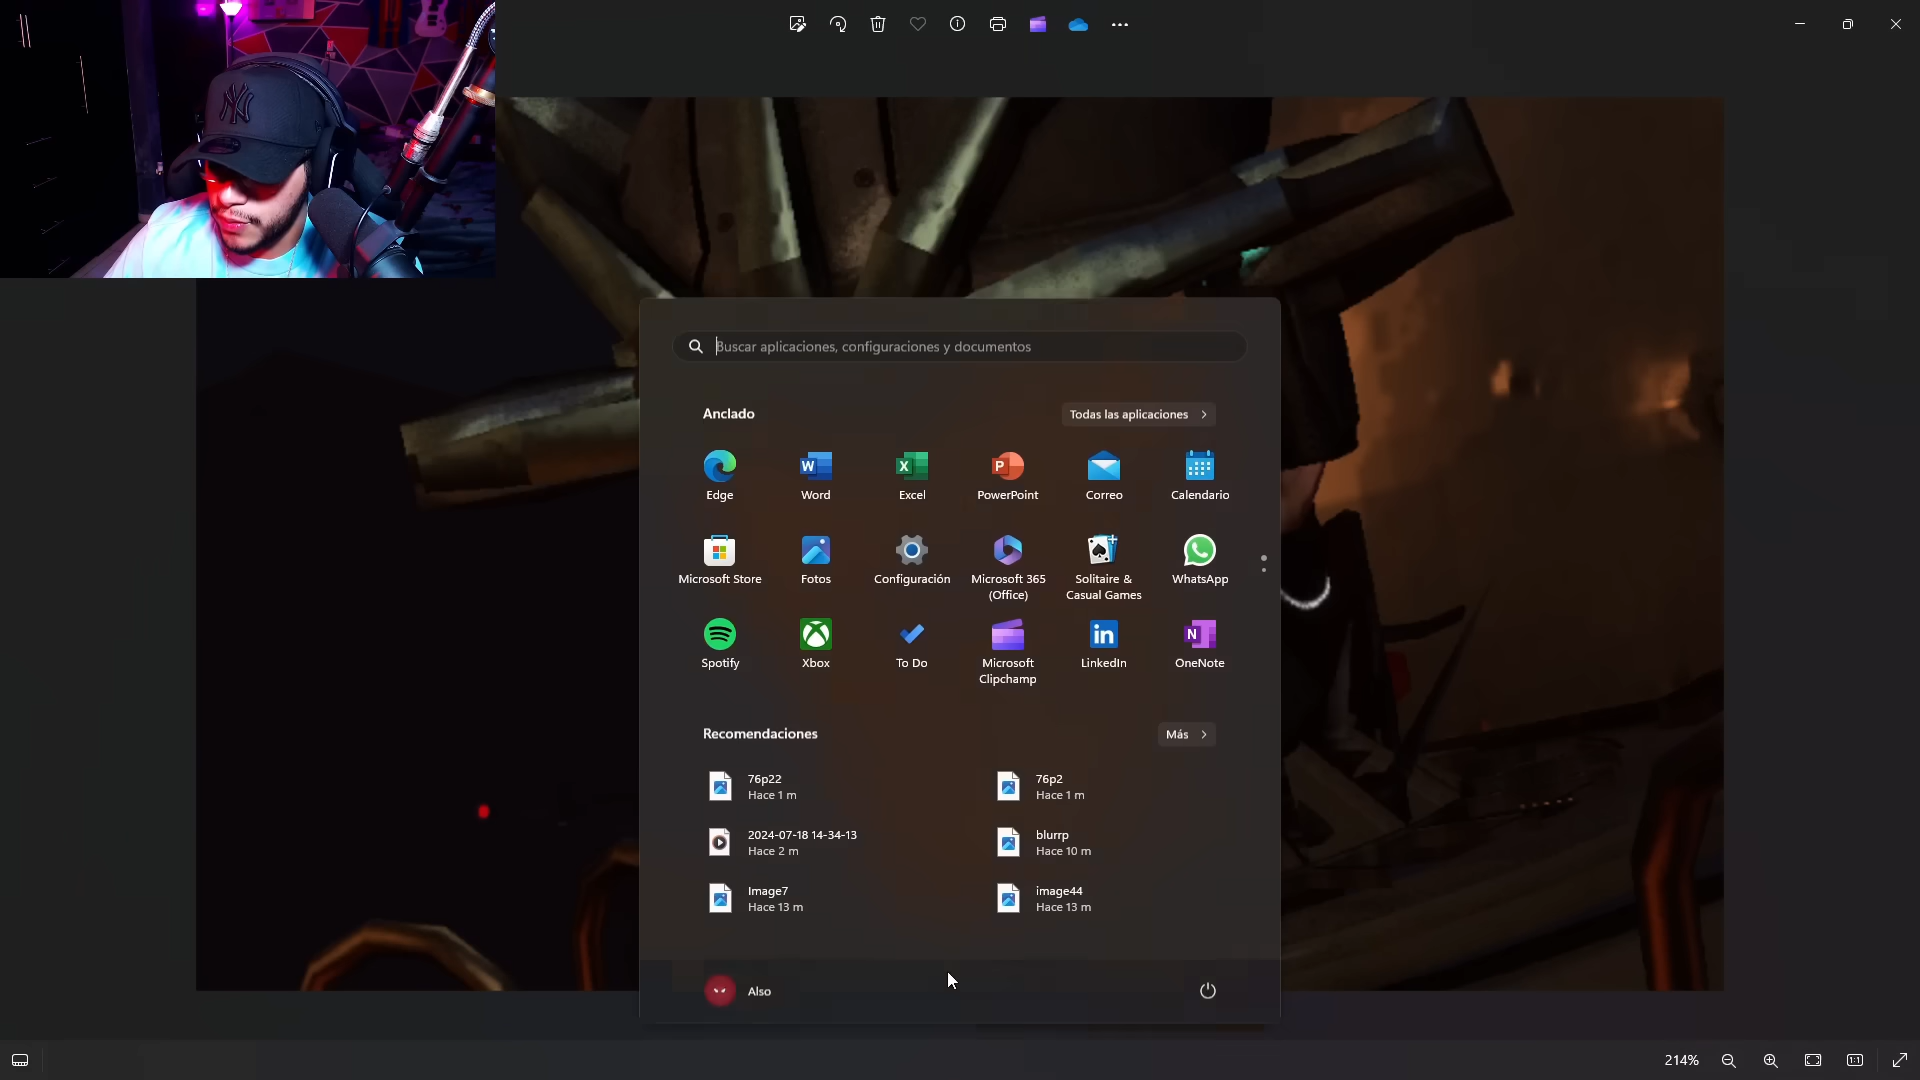 NY
Buscar aplicaciones, configuraciones y documentos
Anclado
Todas las aplicaciones
Edge
Word
Excel
PowerPoint
Correo
Calendario
Microsoft Store
Fotos
Configuración
Microsoft 365
(Office)
Solitaire &
Casual Games
WhatsApp
Spotify
Xbox
To Do
Microsoft
Clipchamp
LinkedIn
OneNote
Recomendaciones
Más
76p22
Hace 1 m
76p2
Hace 1 m
2024-07-18 14-34-13
Hace 2 m
blurrp
Hace 10 m
Image7
Hace 13 m
image44
Hace 13 m
Also
214%